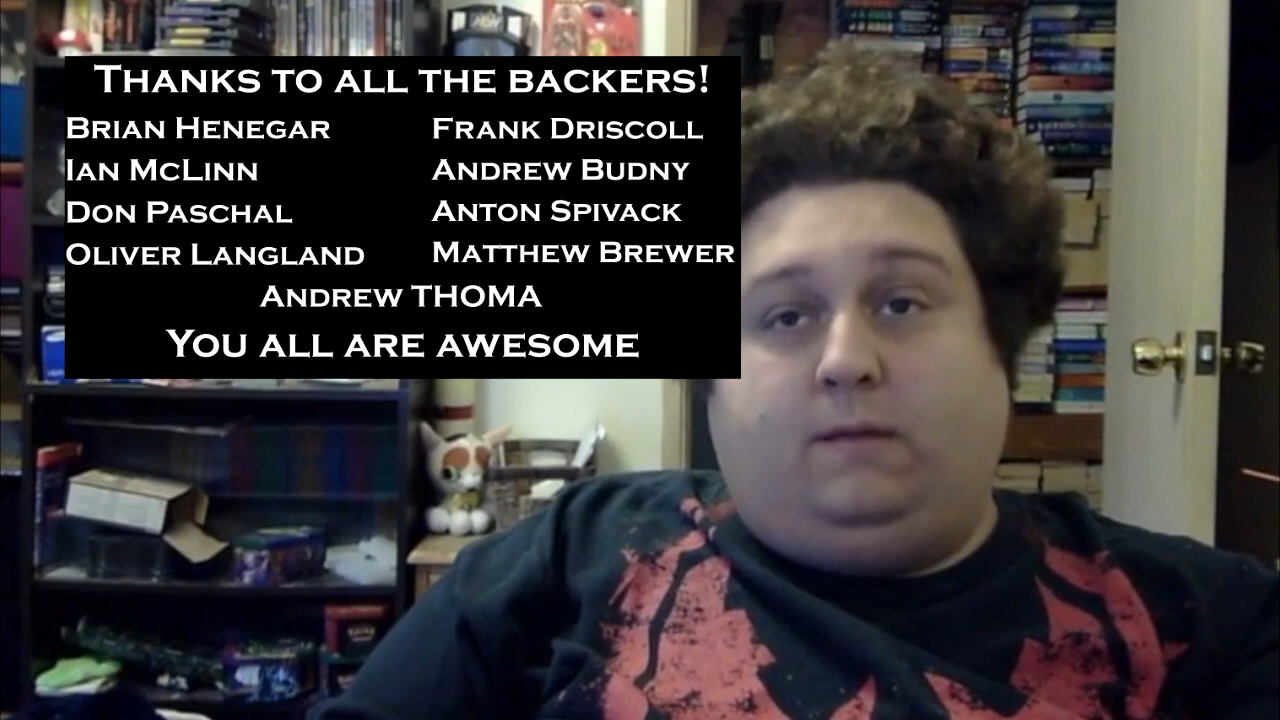 Thanks to all the backers!
Brian Henegar
Frank Driscoll
Ian McLinn
Andrew Budny
Don Paschal
Anton Spivack
Oliver Langland
Matthew Brewer
Andrew THOMA
You all are awesome